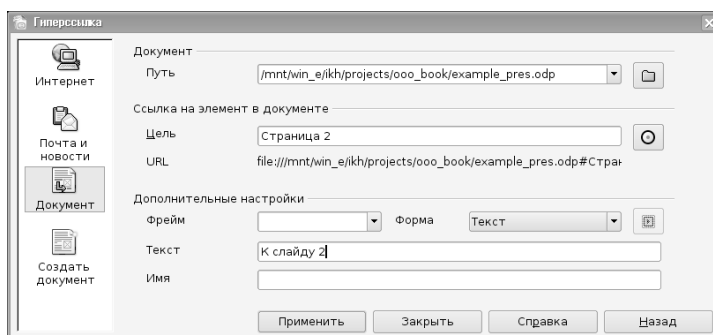 Гиперссылка
Интернет
Почта и
новости
Документ
Создать
документ
Документ
Путь /mnt/win_e/ikh/projects/ooo_book/example_pres.odp
Ссылка на элемент в документе
Цель Страница 2
URL file:///mnt/win_e/ikh/projects/ooo_book/example_pres.odp#Стран
Дополнительные настройки
Фрейм Форма Текст
Текст К слайду 2
Имя
Применить Закрыть Справка Назад